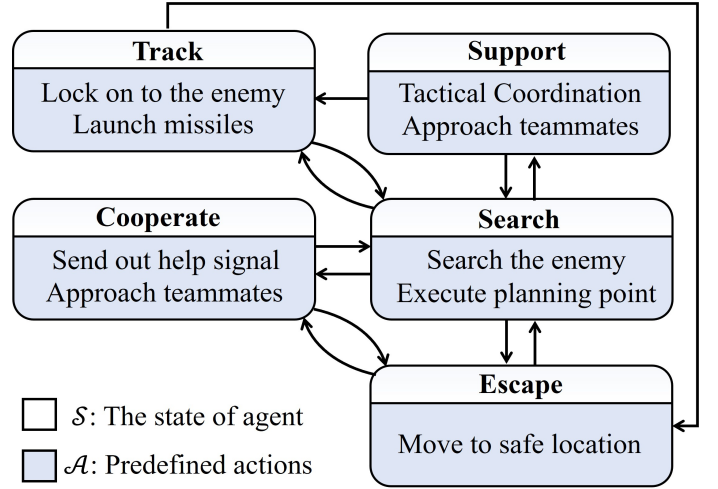 Track
Lock on to the enemy
Launch missiles
Support
Tactical Coordination
Approach teammates
Cooperate
Send out help signal
Approach teammates
Search
Search the enemy
Execute planning point
Escape
Move to safe location
𝒮: The state of agent
𝒜: Predefined actions